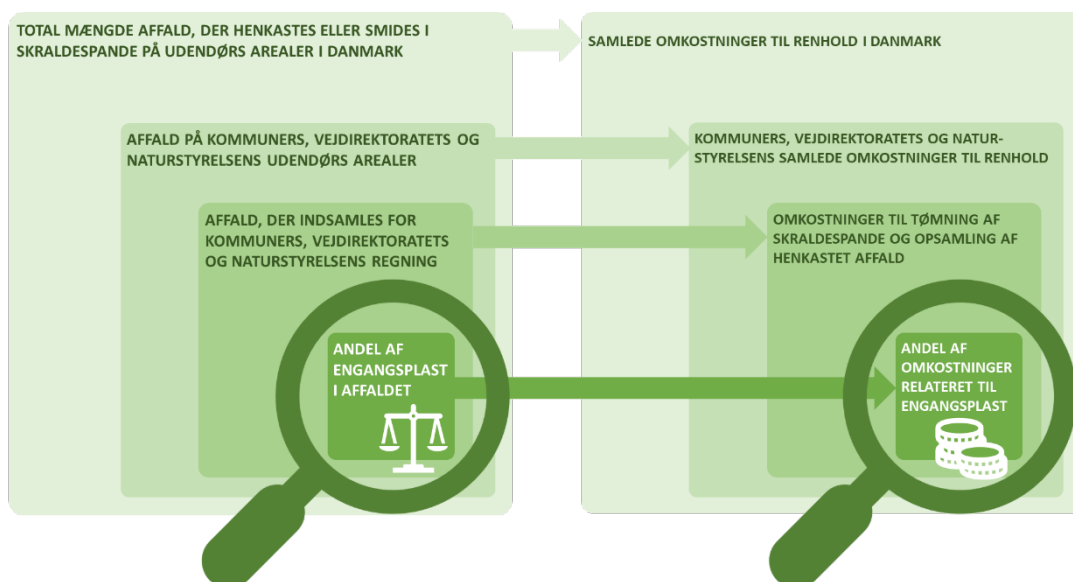 TOTAL MÆNGDE AFFALD, DER HENKASTES ELLER SMIDES I
SKRALDESPANDE PÅ UDENDØRS AREALER I DANMARK
SAMLEDE OMKOSTNINGER TIL RENHOLD I DANMARK
AFFALD PÅ KOMMUNERS, VEJDIREKTORATETS OG
NATURSTYRELSENS UDENDØRS AREALER
KOMMUNERS, VEJDIREKTORATETS OG NATUR-
STYRELSENS SAMLEDE OMKOSTNINGER TIL RENHOLD
AFFALD, DER INDSAMLES FOR
KOMMUNERS, VEJDIREKTORATETS
OG NATURSTYRELSENS REGNING
OMKOSTNINGER TIL TØMNING AF
SKRALDESPANDE OG OPSAMLING AF
HENKASTET AFFALD
ANDEL AF
ENGANGSPLAST
I AFFALDET
ANDEL AF
OMKOSTNINGER
RELATERET TIL
ENGANGSPLAST